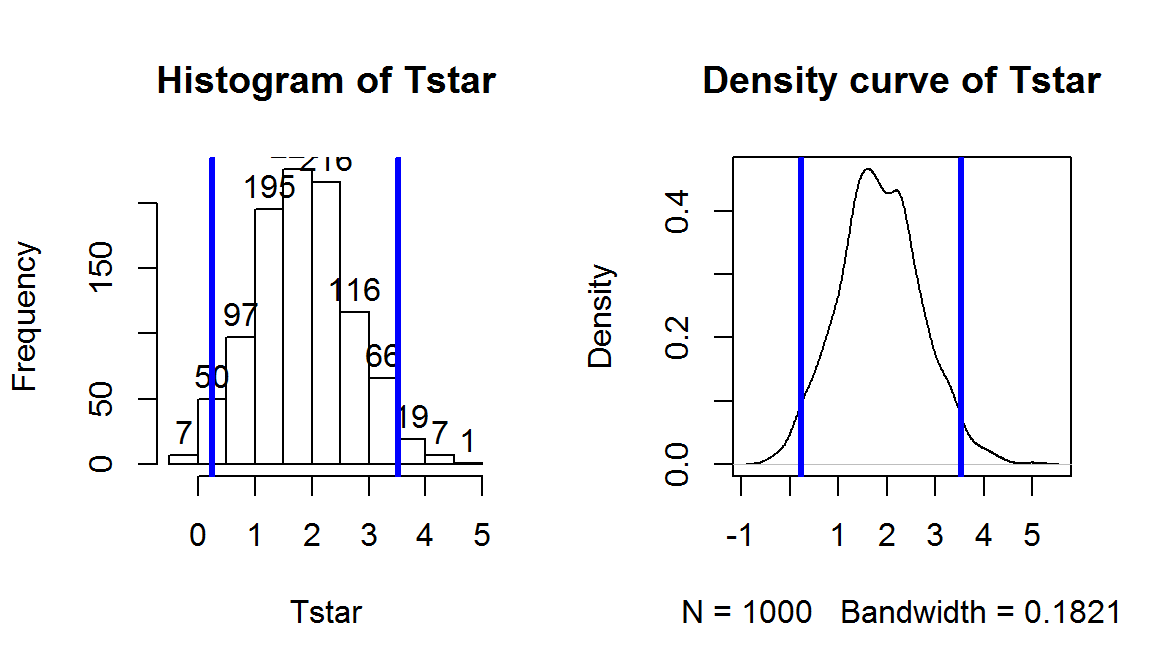 Histogram of Tstar
Frequency
0
50
150
7
50
97
195
216
116
66
19
7
1
0 1 2 3 4 5
Tstar
Density curve of Tstar
Density
0.0
0.2
0.4
-1 1 2 3 4 5
N = 1000 Bandwidth = 0.1821